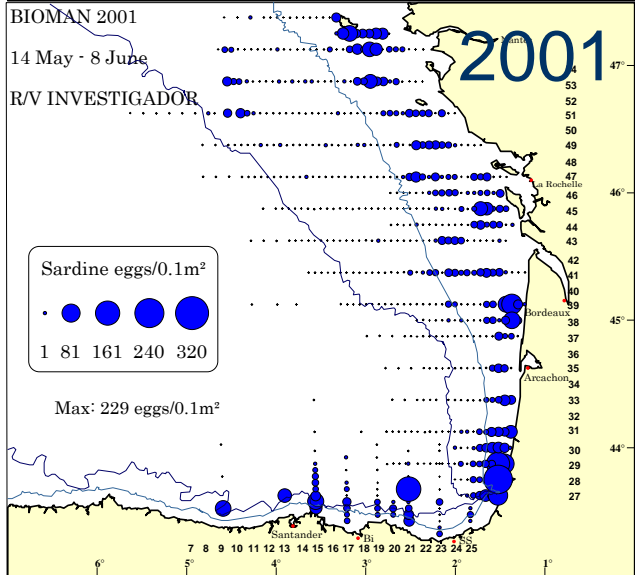 BIOMAN 2001
14 May - 8 June
R/V INVESTIGADOR
2001
Nante
47°
54
53
52
51
50
49
48
47
La Rochelle
46
46°
45
44
43
42
41
40
39
Bordeaux
38
45°
37
36
35
Arcachon
34
33
32
31
30
44°
29
28
27
Sardine eggs/0.1m²
1 81 161 240 320
Max: 229 eggs/0.1m²
Santander
Bi
SS
7 8 9 10 11 12 13 14 15 16 17 18 19 20 21 22 23 24 25
6° 5° 4° 3° 2° 1°